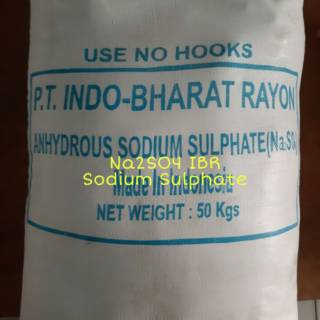 USE NO HOOKS
P.T. INDO-BHARAT RAYON
ANHYDROUS SODIUM SULPHATE(Na2SO4)
Na2SO4 IBR
Sodium Sulphate
Made In Indonesia
NET WEIGHT : 50 Kgs